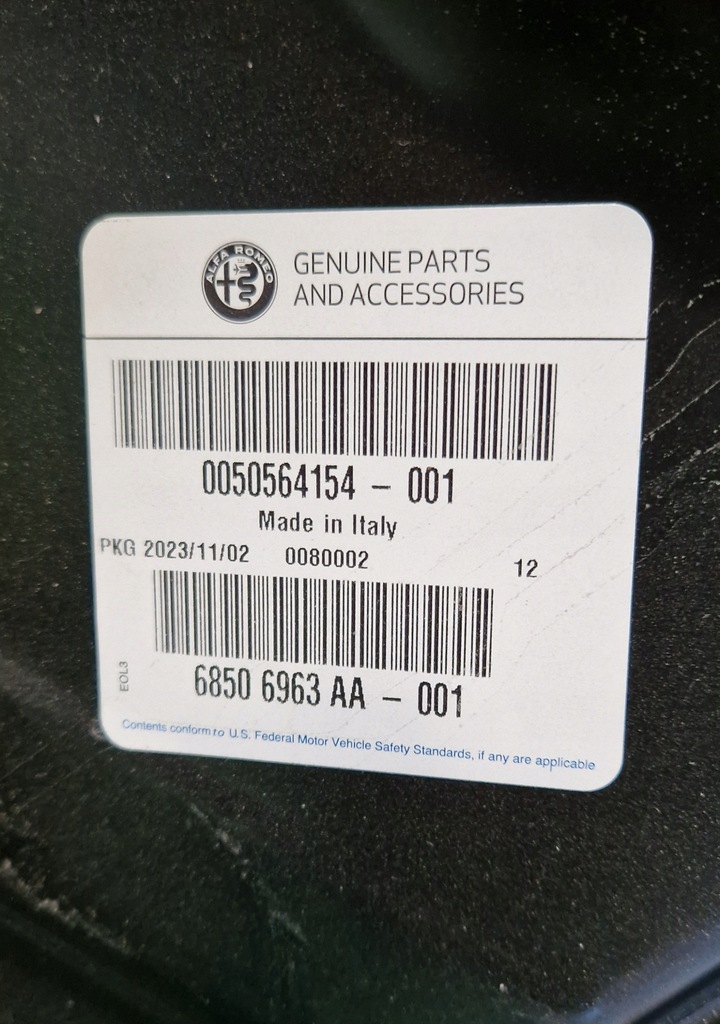 ALFA ROMEO
GENUINE PARTS
AND ACCESSORIES
0050564154 – 001
Made in Italy
PKG 2023/11/02 0080002 12
6850 6963 AA – 001
EOL3
Contents conform to U.S. Federal Motor Vehicle Safety Standards, if any are applicable